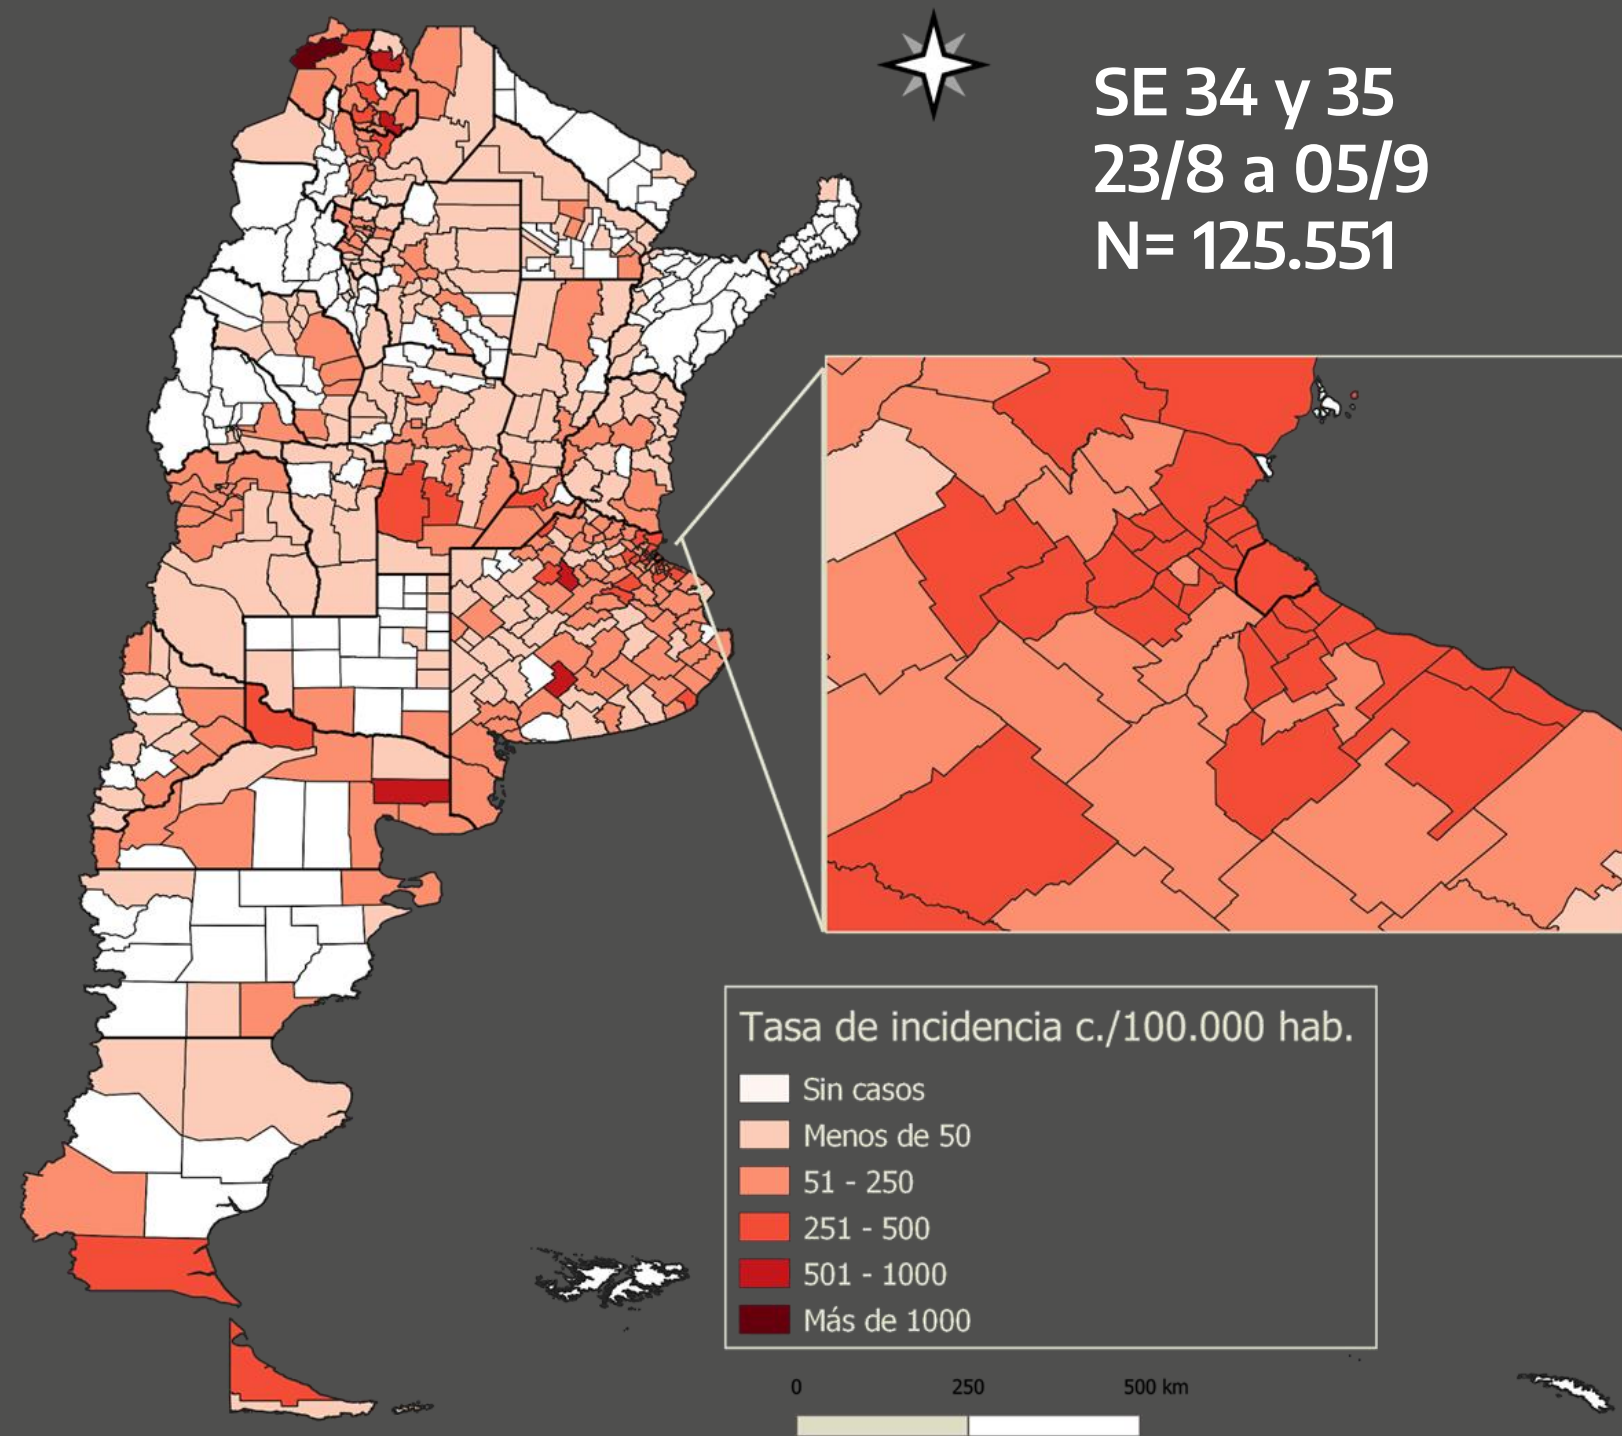 SE 34 y 35
23/8 a 05/9
N= 125.551
Tasa de incidencia c./100.000 hab.
Sin casos
Menos de 50
51 - 250
251 - 500
501 - 1000
Más de 1000
0 250 500 km